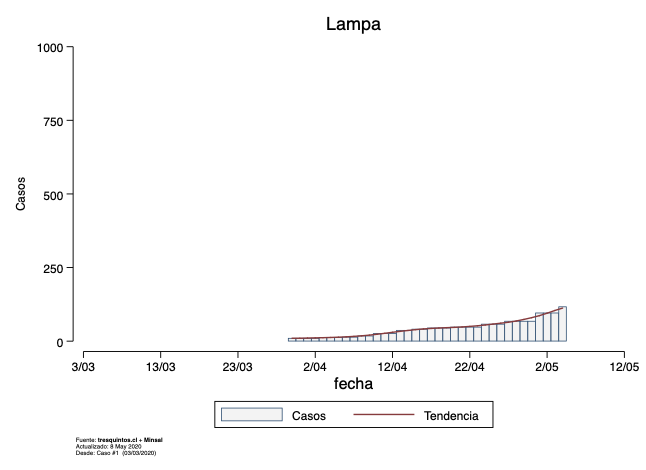 Lampa
1000
750
500
250
0
Casos
3/03 13/03 23/03 2/04 12/04 22/04 2/05 12/05
fecha
Casos Tendencia
Fuente: tresquintos.cl + Minsal
Actualizado: 8 May 2020
Desde: Caso #1 (03/03/2020)